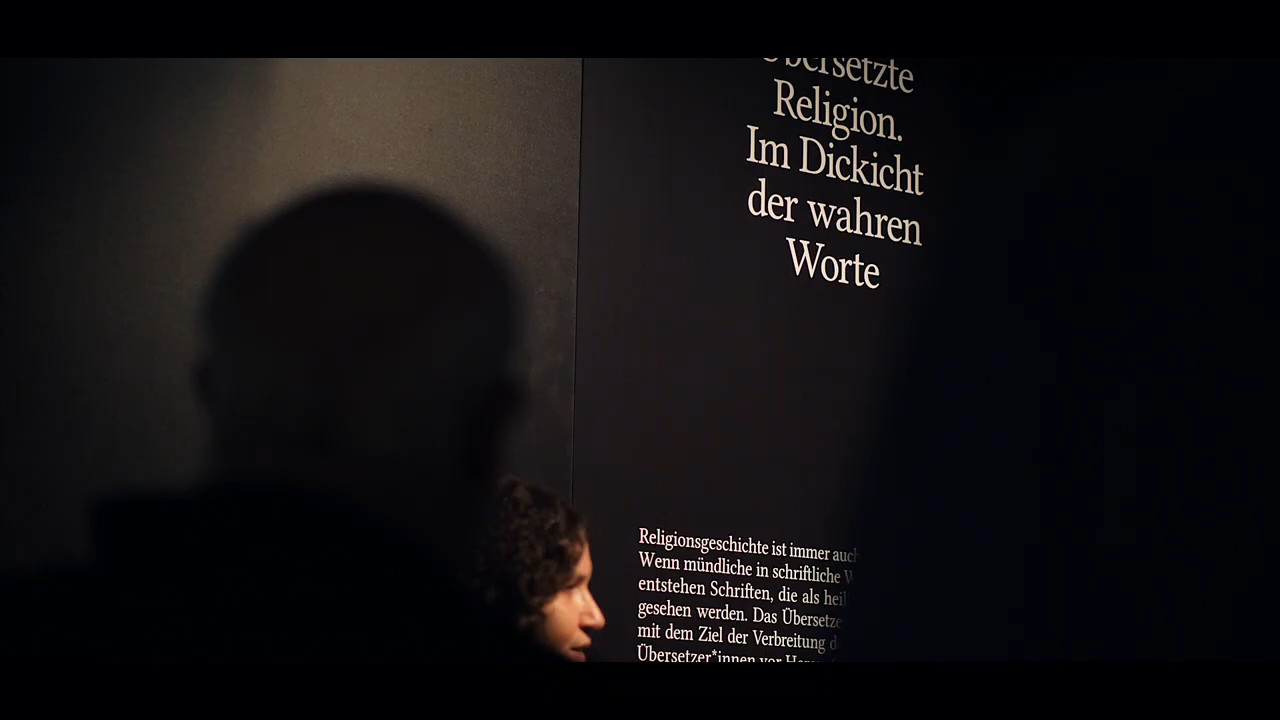 Übersetzte
Religion.
Im Dickicht
der wahren
Worte
Religionsgeschichte ist immer auch
Wenn mündliche in schriftliche
entstehen Schriften, die als
gesehen werden. Das
mit dem Ziel der Verbreitung
Übersetzer*innen vor